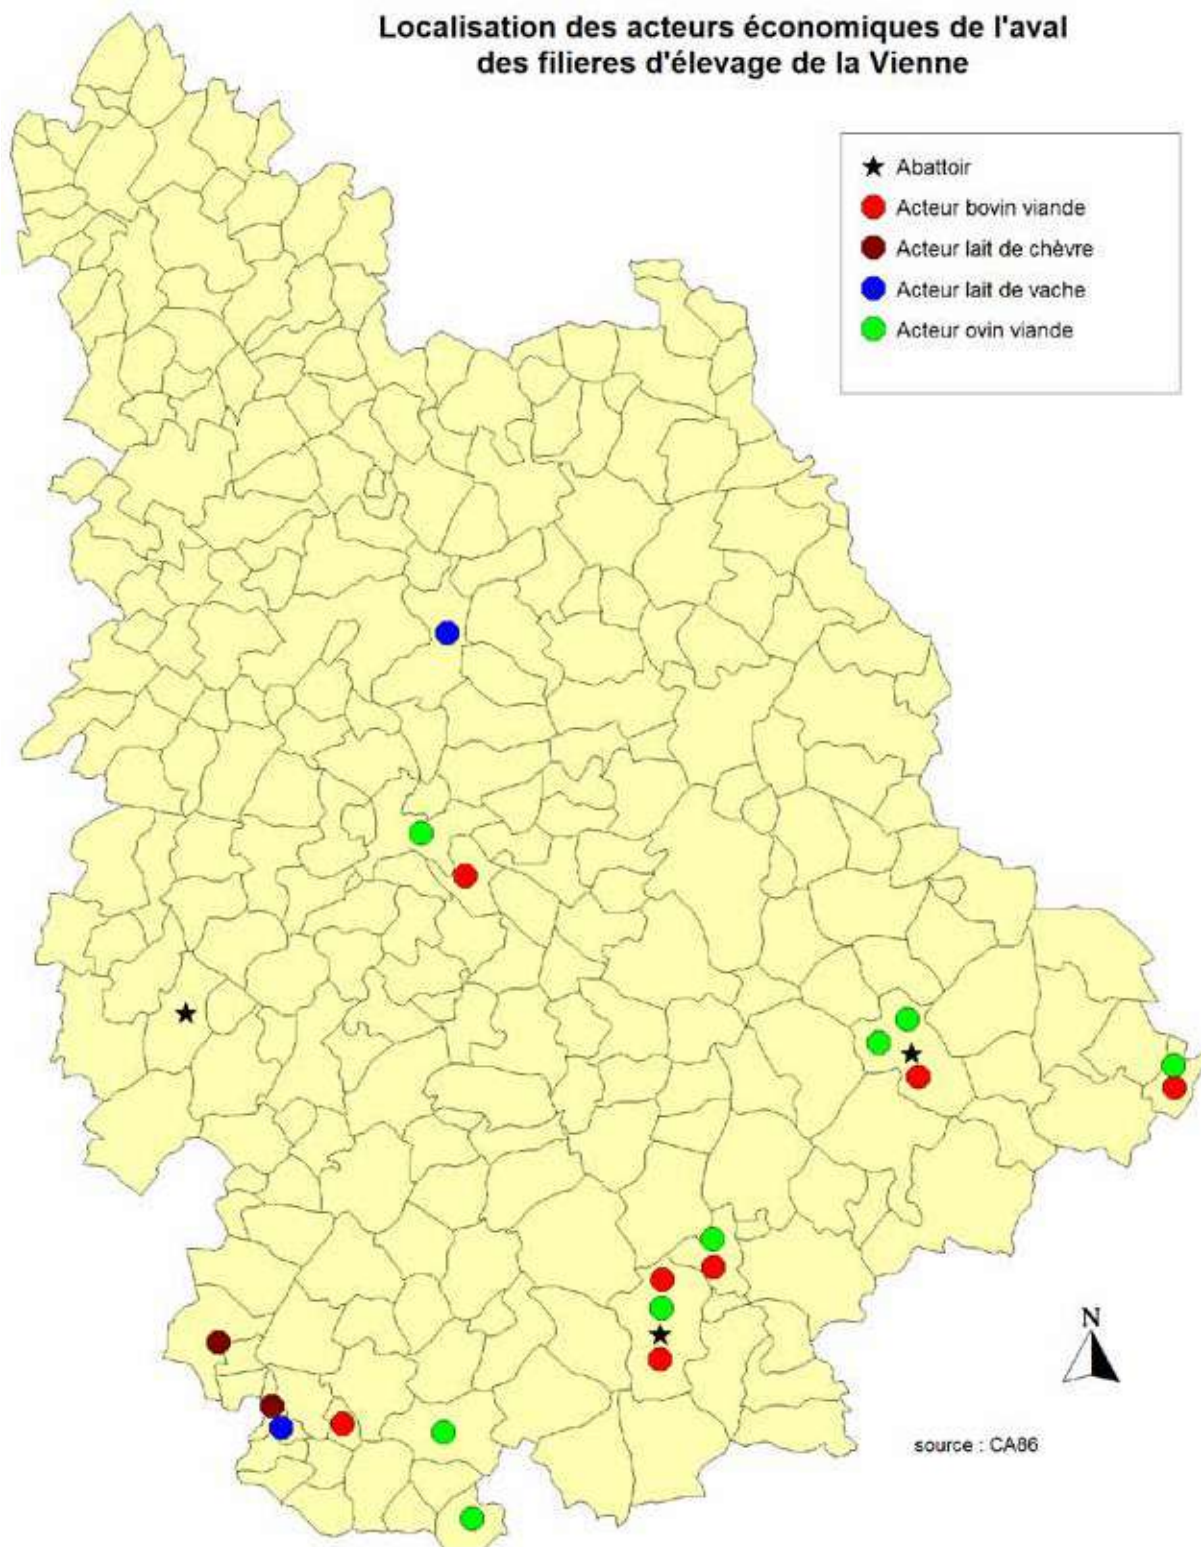 Localisation des acteurs économiques de l'aval
des filieres d'élevage de la Vienne
Abattoir
Acteur bovin viande
Acteur lait de chèvre
Acteur lait de vache
Acteur ovin viande
N
source : CA86